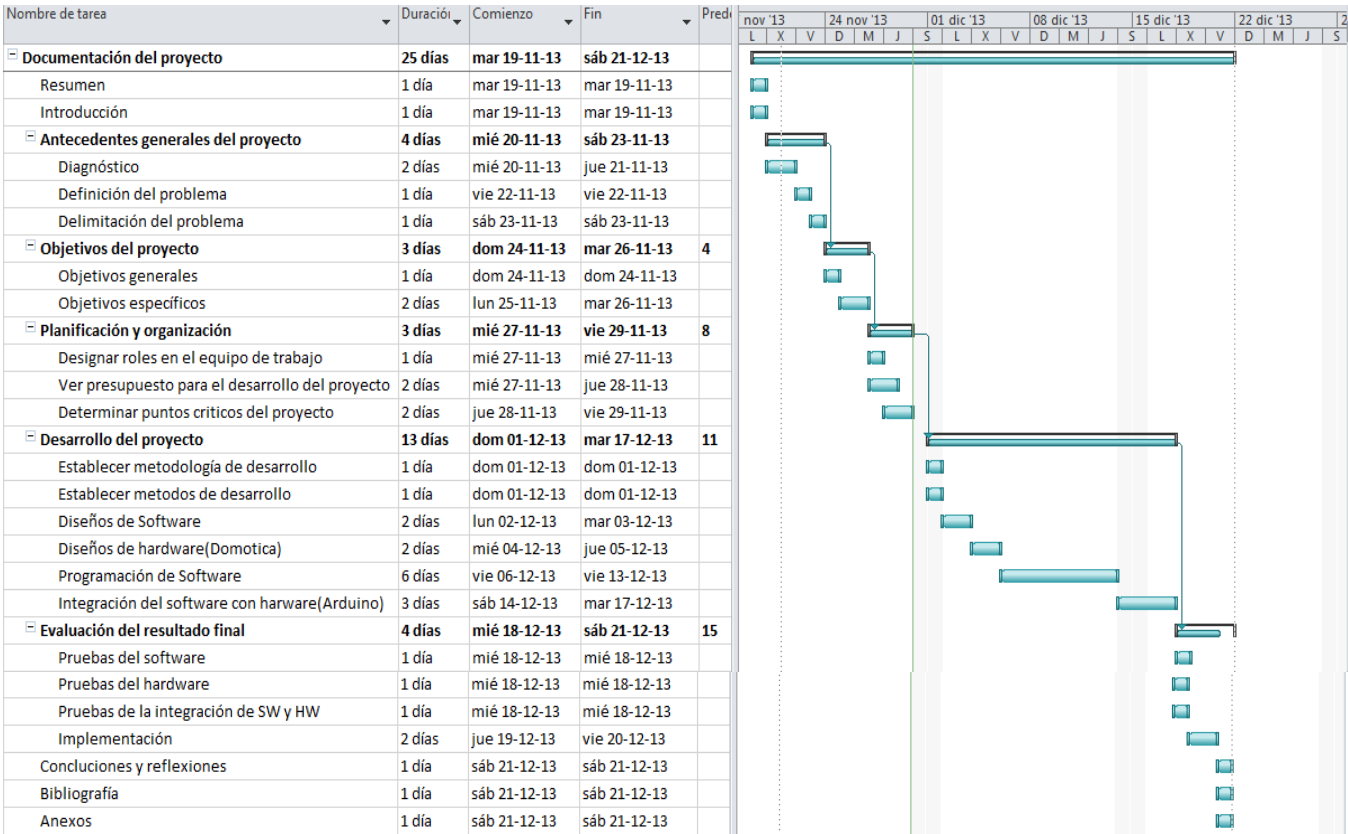 Nombre de tarea Duració Comienzo Fin Pred
nov '13 24 nov '13 01 dic '13 08 dic '13 15 dic '13 22 dic '13 2
L X V D M J S L X V D M J S L X V D M J S
Documentación del proyecto 25 días mar 19-11-13 sáb 21-12-13
Resumen 1 día mar 19-11-13 mar 19-11-13
Introducción 1 día mar 19-11-13 mar 19-11-13
Antecedentes generales del proyecto 4 días mié 20-11-13 sáb 23-11-13
Diagnóstico 2 días mié 20-11-13 jue 21-11-13
Definición del problema 1 día vie 22-11-13 vie 22-11-13
Delimitación del problema 1 día sáb 23-11-13 sáb 23-11-13
Objetivos del proyecto 3 días dom 24-11-13 mar 26-11-13 4
Objetivos generales 1 día dom 24-11-13 dom 24-11-13
Objetivos específicos 2 días lun 25-11-13 mar 26-11-13
Planificación y organización 3 días mié 27-11-13 vie 29-11-13 8
Designar roles en el equipo de trabajo 1 día mié 27-11-13 mié 27-11-13
Ver presupuesto para el desarrollo del proyecto 2 días mié 27-11-13 jue 28-11-13
Determinar puntos criticos del proyecto 2 días jue 28-11-13 vie 29-11-13
Desarrollo del proyecto 13 días dom 01-12-13 mar 17-12-13 11
Establecer metodología de desarrollo 1 día dom 01-12-13 dom 01-12-13
Establecer metodos de desarrollo 1 día dom 01-12-13 dom 01-12-13
Diseños de Software 2 días lun 02-12-13 mar 03-12-13
Diseños de hardware(Domotica) 2 días mié 04-12-13 jue 05-12-13
Programación de Software 6 días vie 06-12-13 vie 13-12-13
Integración del software con harware(Arduino) 3 días sáb 14-12-13 mar 17-12-13
Evaluación del resultado final 4 días mié 18-12-13 sáb 21-12-13 15
Pruebas del software 1 día mié 18-12-13 mié 18-12-13
Pruebas del hardware 1 día mié 18-12-13 mié 18-12-13
Pruebas de la integración de SW y HW 1 día mié 18-12-13 mié 18-12-13
Implementación 2 días jue 19-12-13 vie 20-12-13
Concluciones y reflexiones 1 día sáb 21-12-13 sáb 21-12-13
Bibliografía 1 día sáb 21-12-13 sáb 21-12-13
Anexos 1 día sáb 21-12-13 sáb 21-12-13